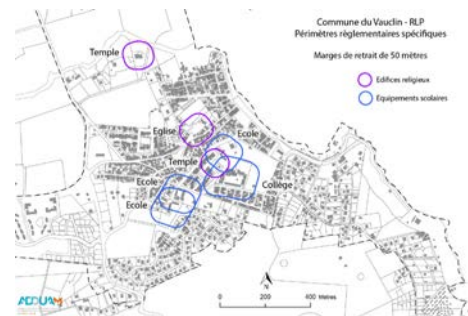 Commune du Vauclin - RLP
Périmètres règlementaires spécifiques
Marges de retrait de 50 mètres
Edifices religieux
Equipements scolaires
Temple
Eglise
Ecole
Temple
Ecole
Collège
Ecole
ADDUAM
N
0 200 400 Mètres